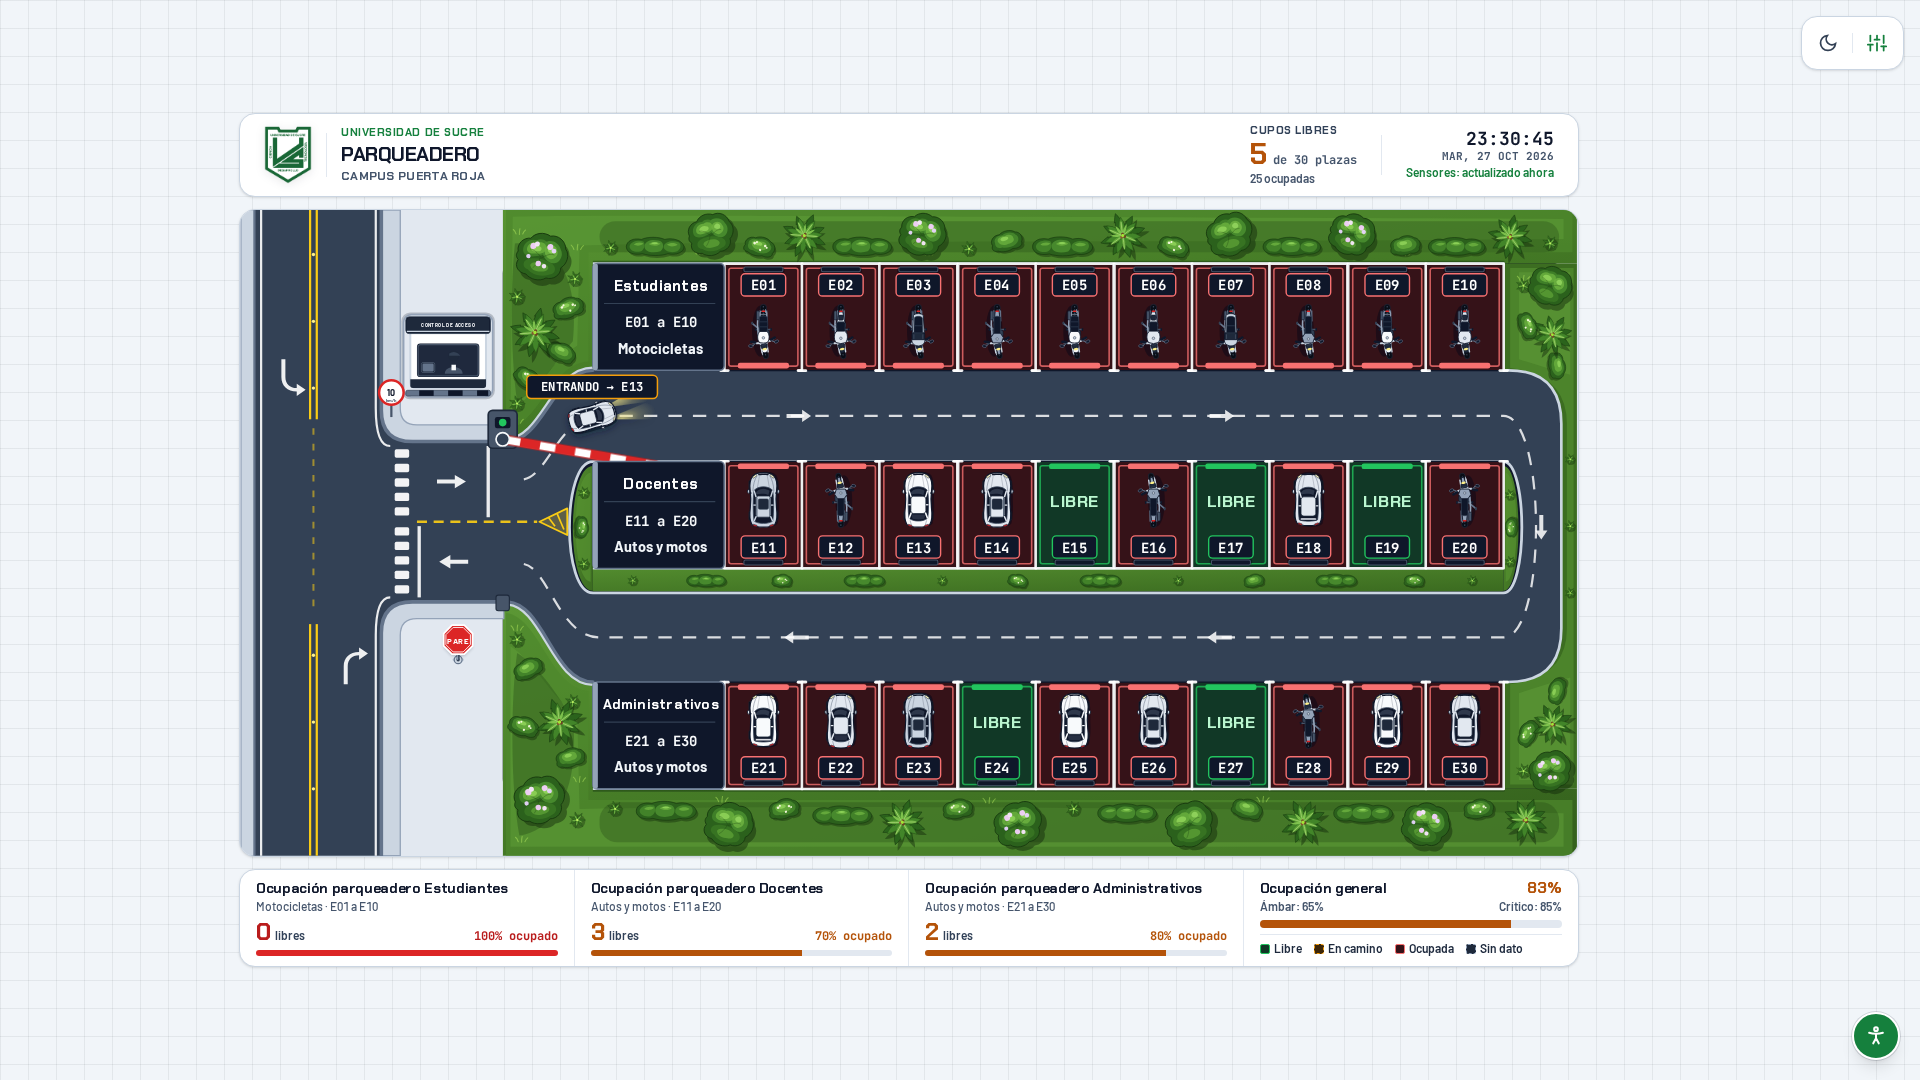 UNIVERSIDAD DE SUCRE
PARQUEADERO
CAMPUS PUERTA ROJA
CUPOS LIBRES
5 de 30 plazas
25 ocupadas
23:30:45
MAR, 27 OCT 2026
Sensores: actualizado ahora
CONTROL DE ACCESO
10
ENTRANDO → E13
PARE
Estudiantes
E01 a E10
Motocicletas
E01 E02 E03 E04 E05 E06 E07 E08 E09 E10
Docentes
E11 a E20
Autos y motos
LIBRE LIBRE LIBRE
E11 E12 E13 E14 E15 E16 E17 E18 E19 E20
Administrativos
E21 a E30
Autos y motos
LIBRE LIBRE
E21 E22 E23 E24 E25 E26 E27 E28 E29 E30
Ocupación parqueadero Estudiantes
Motocicletas · E01 a E10
0 libres 100% ocupado
Ocupación parqueadero Docentes
Autos y motos · E11 a E20
3 libres 70% ocupado
Ocupación parqueadero Administrativos
Autos y motos · E21 a E30
2 libres 80% ocupado
Ocupación general 83%
Ámbar: 65% Crítico: 85%
Libre En camino Ocupada Sin dato